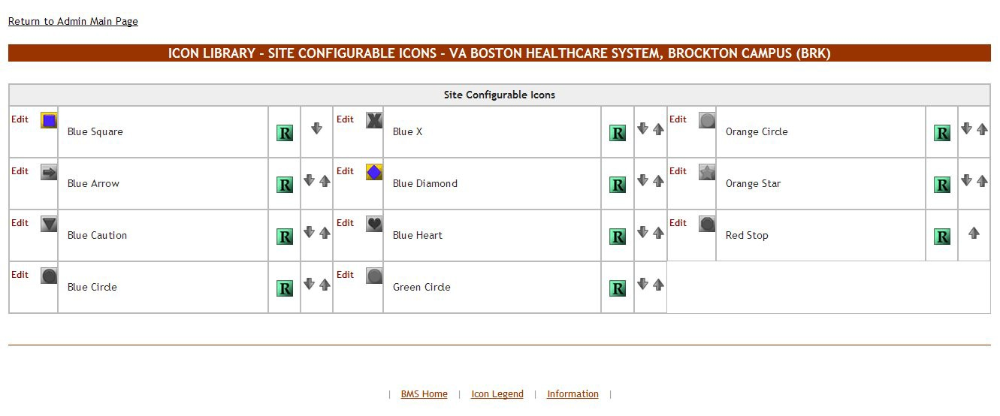 Return to Admin Main Page
ICON LIBRARY - SITE CONFIGURABLE ICONS - VA BOSTON HEALTHCARE SYSTEM, BROCKTON CAMPUS (BRK)
Site Configurable Icons
Edit Blue Square R Edit Blue X R Edit Orange Circle R
Edit Blue Arrow R Edit Blue Diamond R Edit Orange Star R
Edit Blue Caution R Edit Blue Heart R Edit Red Stop R
Edit Blue Circle R Edit Green Circle R
| BMS Home | Icon Legend | Information |